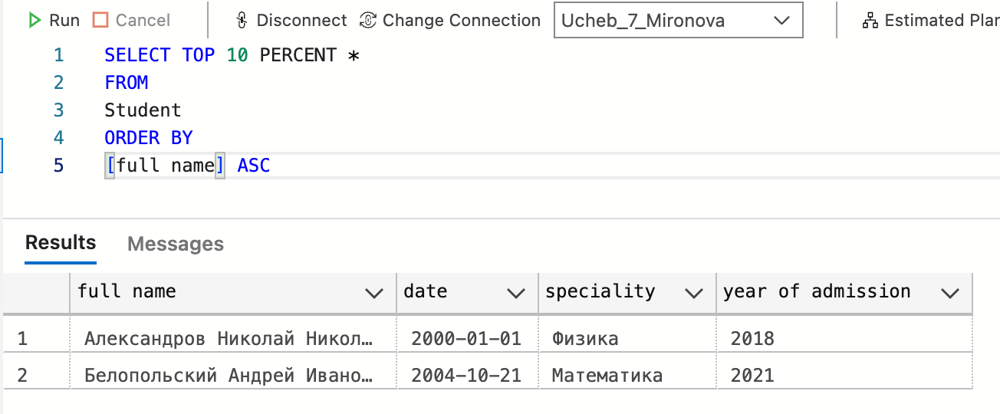 Run Cancel Disconnect Change Connection Ucheb_7_Mironova Estimated Plan
1 SELECT TOP 10 PERCENT *
2 FROM
3 Student
4 ORDER BY
5 [full name] ASC
Results Messages
full name date speciality year of admission
1 Александров Николай Никол… 2000-01-01 Физика 2018
2 Белопольский Андрей Ивано… 2004-10-21 Математика 2021